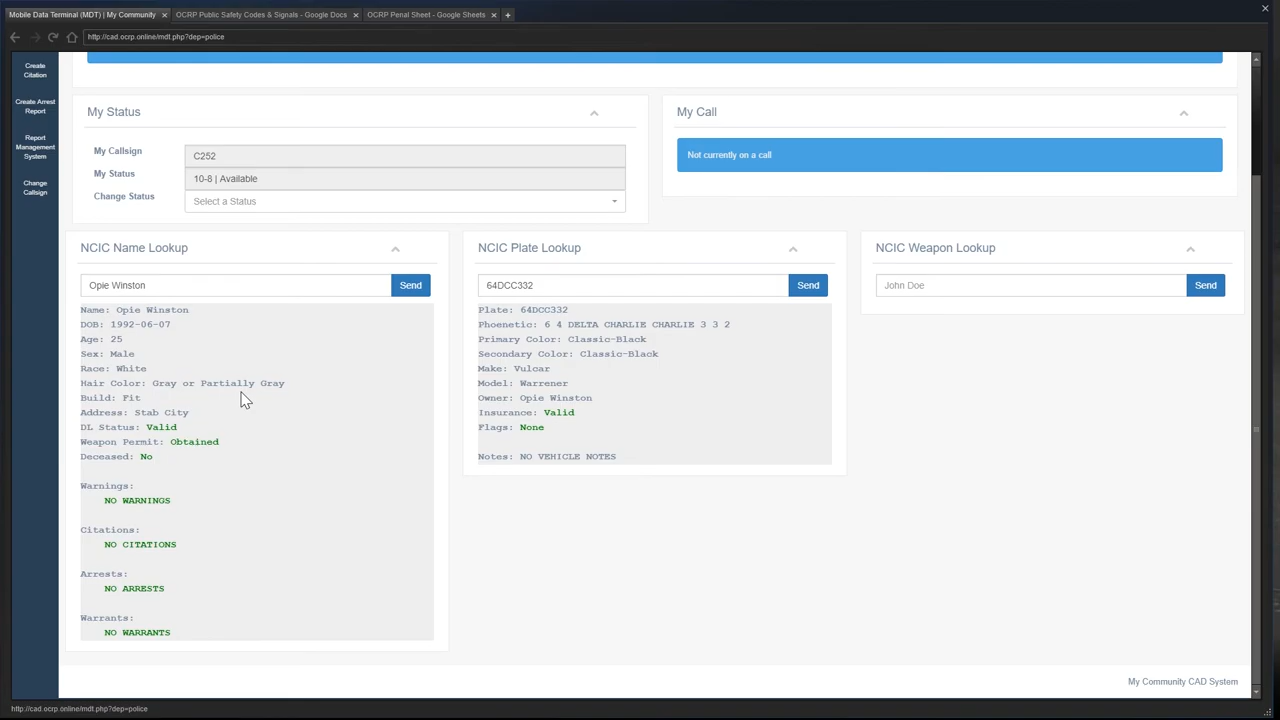 Mobile Data Terminal (MDT) | My Community
OCRP Public Safety Codes & Signals - Google Docs
OCRP Penal Sheet - Google Sheets
http://cad.ocrp.online/mdt.php?dep=police
Create
Citation
Create Arrest
Report
Report
Management
System
Change
Callsign
My Status
My Callsign
C252
My Status
10-8 | Available
Change Status
Select a Status
My Call
Not currently on a call
NCIC Name Lookup
Opie Winston
Send
Name: Opie Winston
DOB: 1992-06-07
Age: 25
Sex: Male
Race: White
Hair Color: Gray or Partially Gray
Build: Fit
Address: Stab City
DL Status: Valid
Weapon Permit: Obtained
Deceased: No
Warnings:
NO WARNINGS
Citations:
NO CITATIONS
Arrests:
NO ARRESTS
Warrants:
NO WARRANTS
NCIC Plate Lookup
64DCC332
Send
Plate: 64DCC332
Phoenetic: 6 4 DELTA CHARLIE CHARLIE 3 3 2
Primary Color: Classic-Black
Secondary Color: Classic-Black
Make: Vulcar
Model: Warrener
Owner: Opie Winston
Insurance: Valid
Flags: None
Notes: NO VEHICLE NOTES
NCIC Weapon Lookup
John Doe
Send
My Community CAD System
http://cad.ocrp.online/mdt.php?dep=police